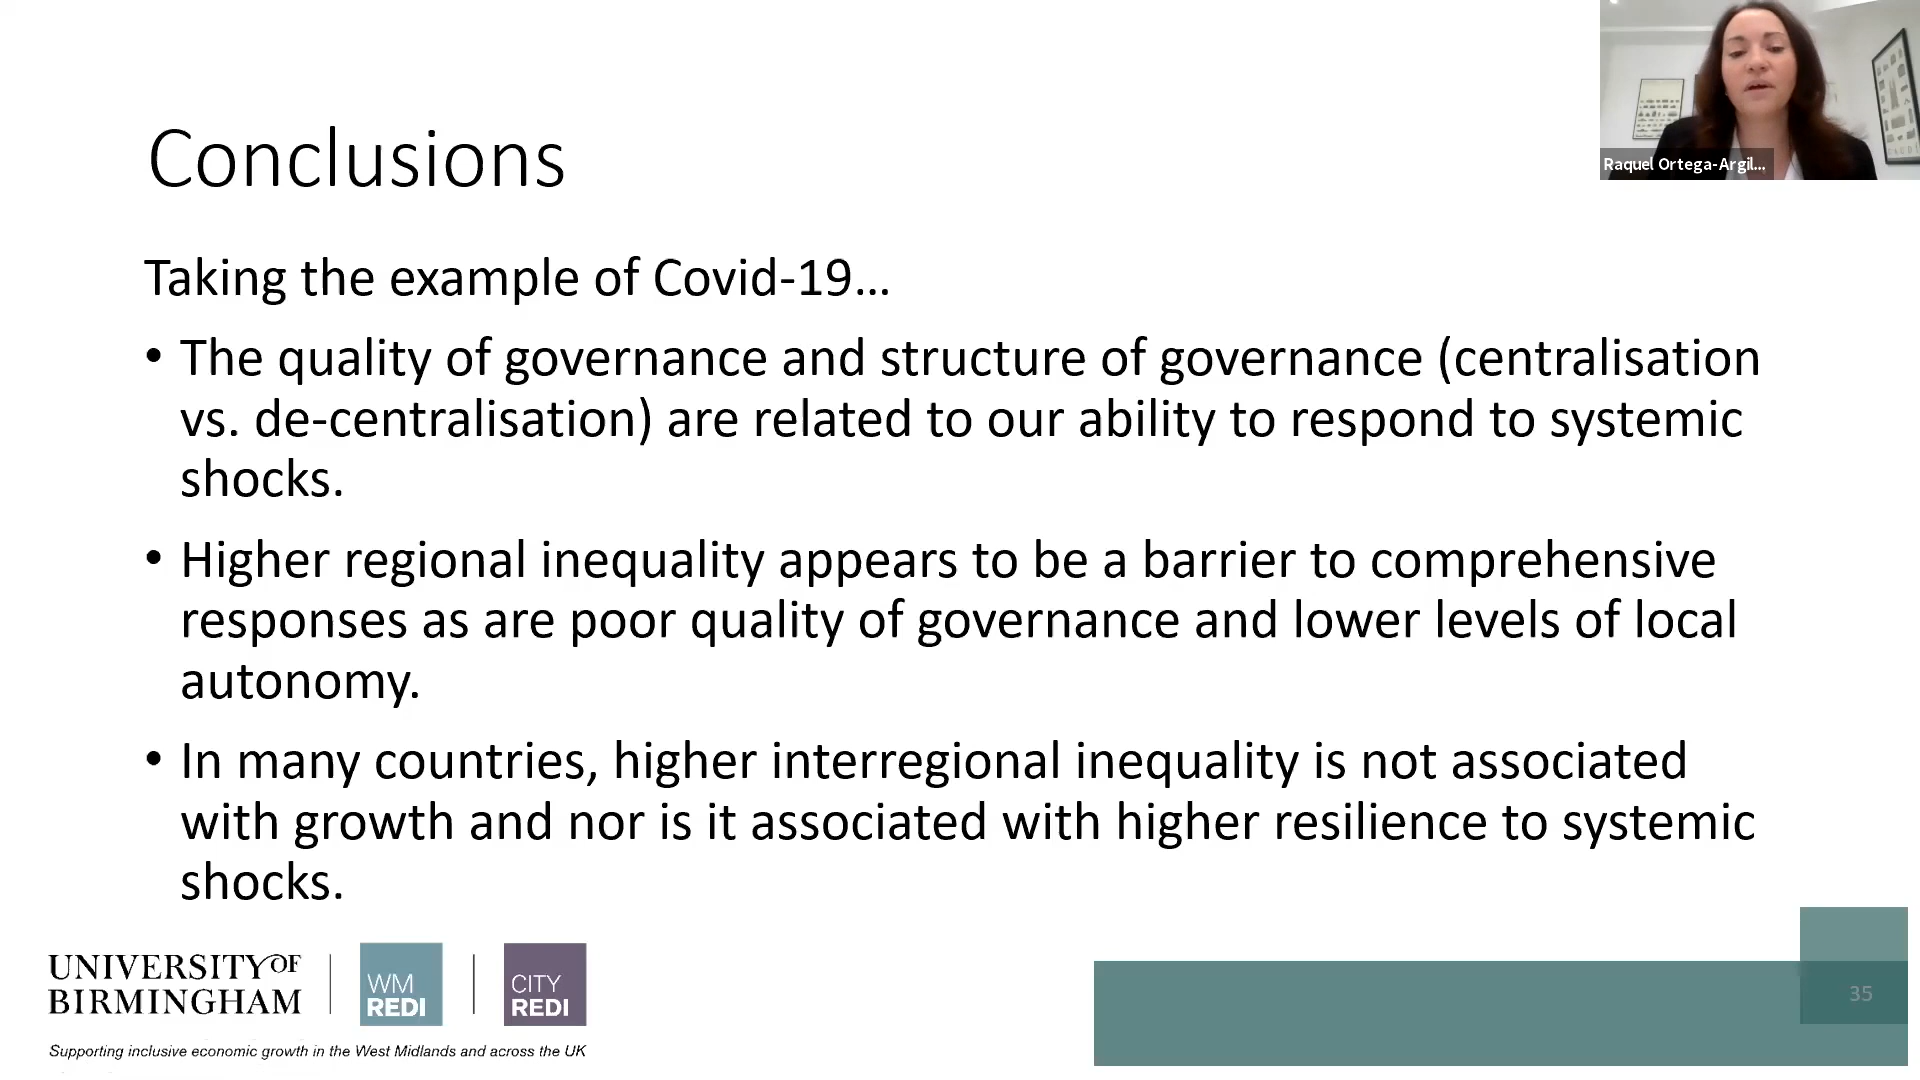 Conclusions
Raquel Ortega-Argil...
Taking the example of Covid-19...
• The quality of governance and structure of governance (centralisation
vs. de-centralisation) are related to our ability to respond to systemic
shocks.
• Higher regional inequality appears to be a barrier to comprehensive
responses as are poor quality of governance and lower levels of local
autonomy.
• In many countries, higher interregional inequality is not associated
with growth and nor is it associated with higher resilience to systemic
shocks.
UNIVERSITY OF
BIRMINGHAM
WM
REDI
CITY
REDI
35
Supporting inclusive economic growth in the West Midlands and across the UK